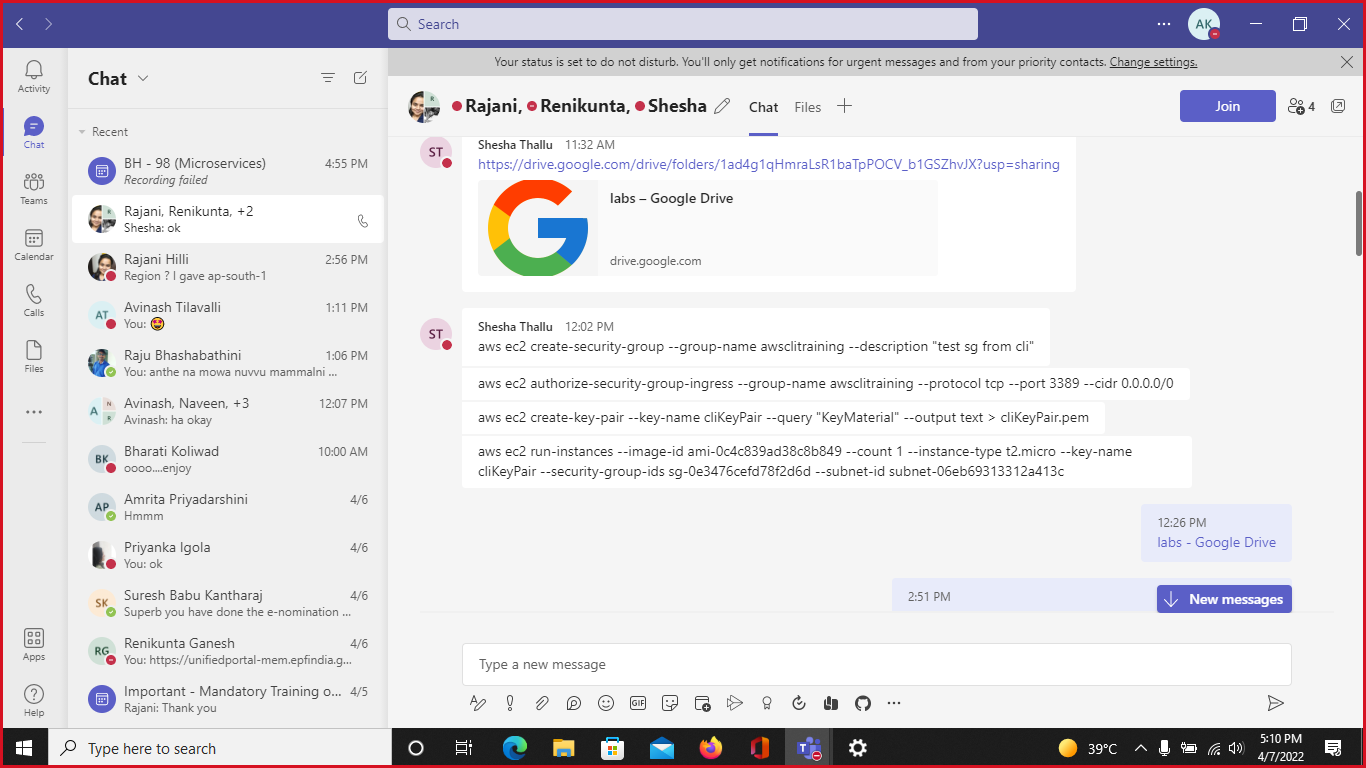 Search
AK
Activity
Chat
Teams
Calendar
Calls
Files
Apps
Help
Chat
Recent
BH - 98 (Microservices) 4:55 PM
Recording failed
Rajani, Renikunta, +2
Shesha: ok
Rajani Hilli 2:56 PM
Region ? I gave ap-south-1
AT
Avinash Tilavalli 1:11 PM
You:
Raju Bhashabathini 1:06 PM
You: anthe na mowa nuvvu mammalni ...
A N
R
Avinash, Naveen, +3 12:07 PM
Avinash: ha okay
BK
Bharati Koliwad 10:00 AM
oooo....enjoy
AP
Amrita Priyadarshini 4/6
Hmmm
Priyanka Igola 4/6
You: ok
SK
Suresh Babu Kantharaj 4/6
Superb you have done the e-nomination ...
RG
Renikunta Ganesh 4/6
You: https://unifiedportal-mem.epfindia.g...
Important - Mandatory Training o... 4/5
Rajani: Thank you
Your status is set to do not disturb. You'll only get notifications for urgent messages and from your priority contacts. Change settings.
Rajani, Renikunta, Shesha Chat Files Join 4
ST
Shesha Thallu 11:32 AM
https://drive.google.com/drive/folders/1ad4g1qHmraLsR1baTpPOCV_b1GSZhvJX?usp=sharing
labs – Google Drive
drive.google.com
ST
Shesha Thallu 12:02 PM
aws ec2 create-security-group --group-name awsclitraining --description "test sg from cli"
aws ec2 authorize-security-group-ingress --group-name awsclitraining --protocol tcp --port 3389 --cidr 0.0.0.0/0
aws ec2 create-key-pair --key-name cliKeyPair --query "KeyMaterial" --output text > cliKeyPair.pem
aws ec2 run-instances --image-id ami-0c4c839ad38c8b849 --count 1 --instance-type t2.micro --key-name
cliKeyPair --security-group-ids sg-0e3476cefd78f2d6d --subnet-id subnet-06eb69313312a413c
12:26 PM
labs - Google Drive
2:51 PM
New messages
Type a new message
GIF
Type here to search
39°C
5:10 PM
4/7/2022